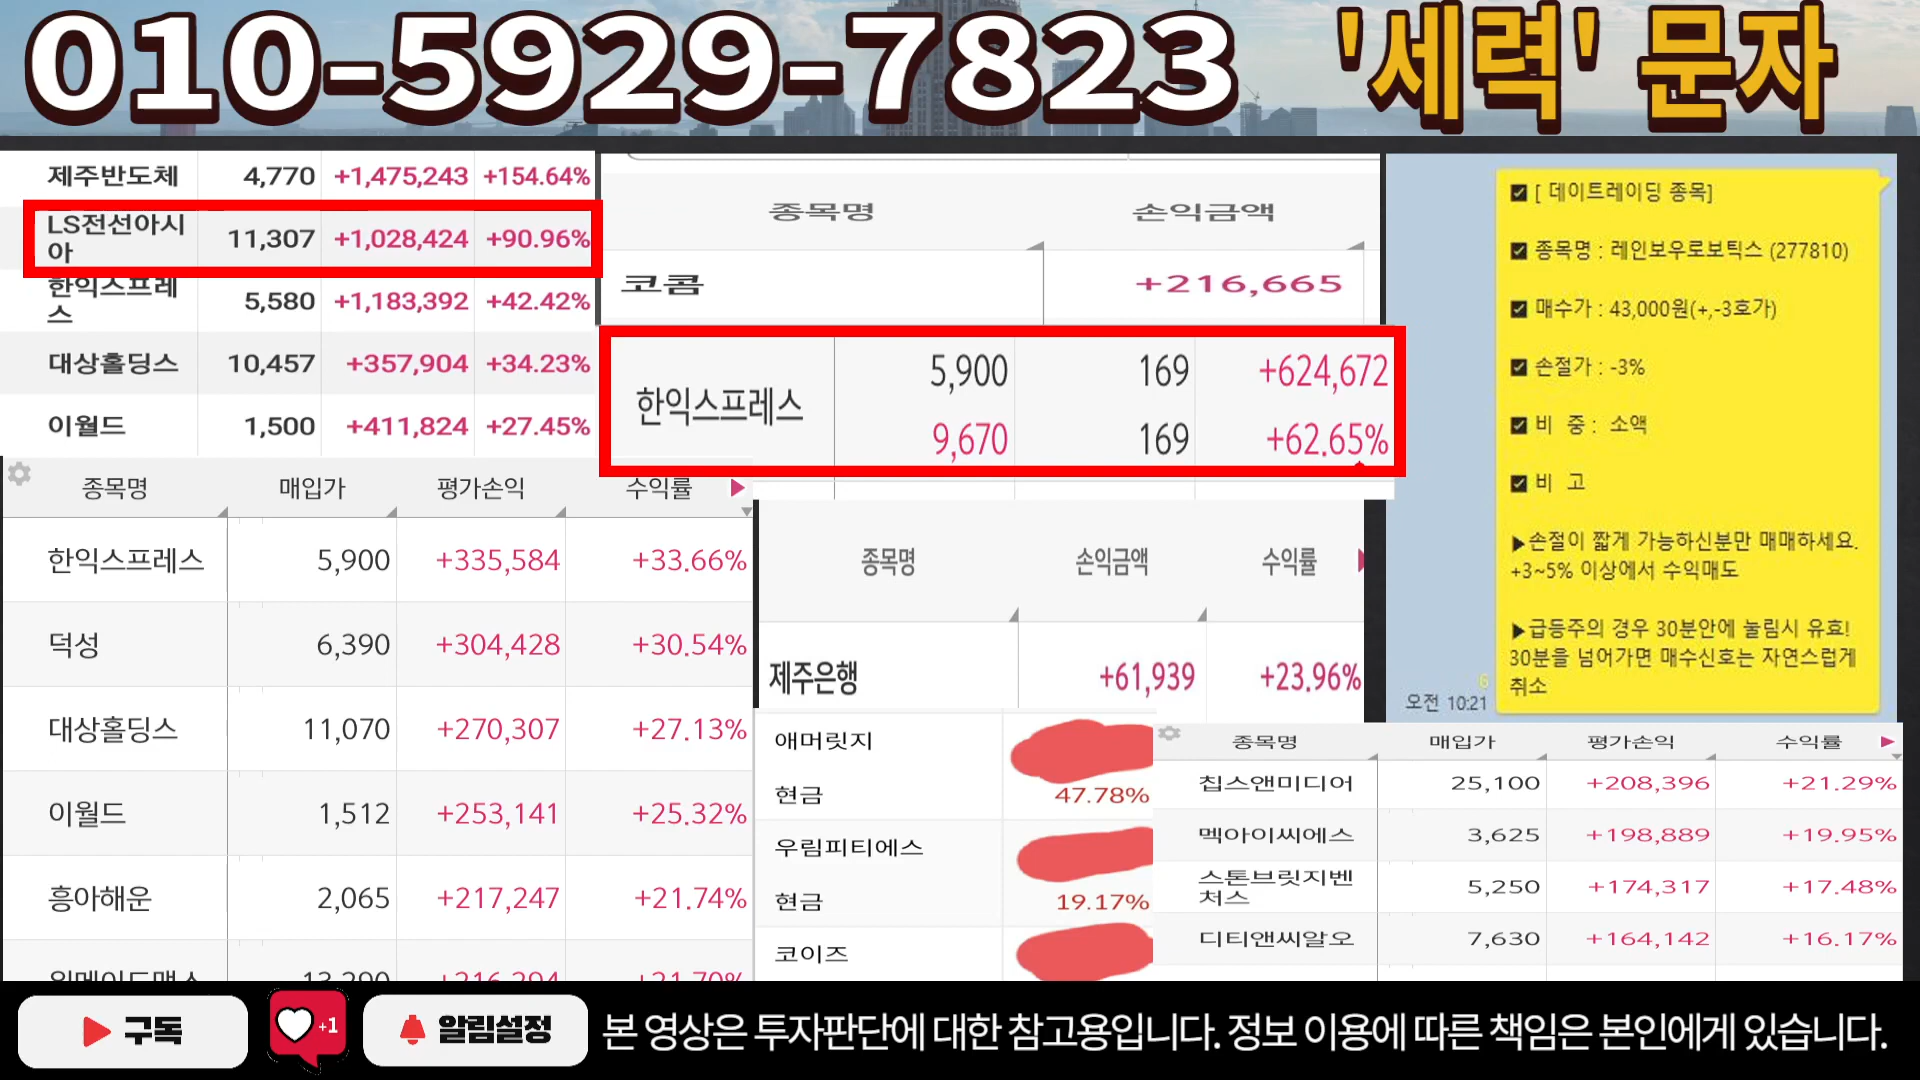 010-5929-7823 '세력' 문자
제주반도체 4,770 +1,475,243 +154.64%
LS전선아시
아 11,307 +1,028,424 +90.96%
한익스프레
스 5,580 +1,183,392 +42.42%
대상홀딩스 10,457 +357,904 +34.23%
이월드 1,500 +411,824 +27.45%
종목명 손익금액
코콤 +216,665
한익스프레스
5,900 169 +624,672
9,670 169 +62.65%
☑ [ 데이트레이딩 종목]
☑ 종목명 : 레인보우로보틱스 (277810)
☑ 매수가 : 43,000원(+,-3호가)
☑ 손절가 : -3%
☑ 비 중 : 소액
☑ 비 고
▶손절이 짧게 가능하신분만 매매하세요.
+3~5% 이상에서 수익매도
▶급등주의 경우 30분안에 눌림시 유효!
30분을 넘어가면 매수신호는 자연스럽게
취소
6
오전 10:21
종목명 매입가 평가손익 수익률
한익스프레스 5,900 +335,584 +33.66%
덕성 6,390 +304,428 +30.54%
대상홀딩스 11,070 +270,307 +27.13%
이월드 1,512 +253,141 +25.32%
흥아해운 2,065 +217,247 +21.74%
종목명 손익금액 수익률
제주은행 +61,939 +23.96%
애머릿지
현금 47.78%
우림피티에스
현금 19.17%
코이즈
종목명 매입가 평가손익 수익률
칩스앤미디어 25,100 +208,396 +21.29%
멕아이씨에스 3,625 +198,889 +19.95%
스톤브릿지벤
처스 5,250 +174,317 +17.48%
디티앤씨알오 7,630 +164,142 +16.17%
구독 +1 알림설정 본 영상은 투자판단에 대한 참고용입니다. 정보 이용에 따른 책임은 본인에게 있습니다.